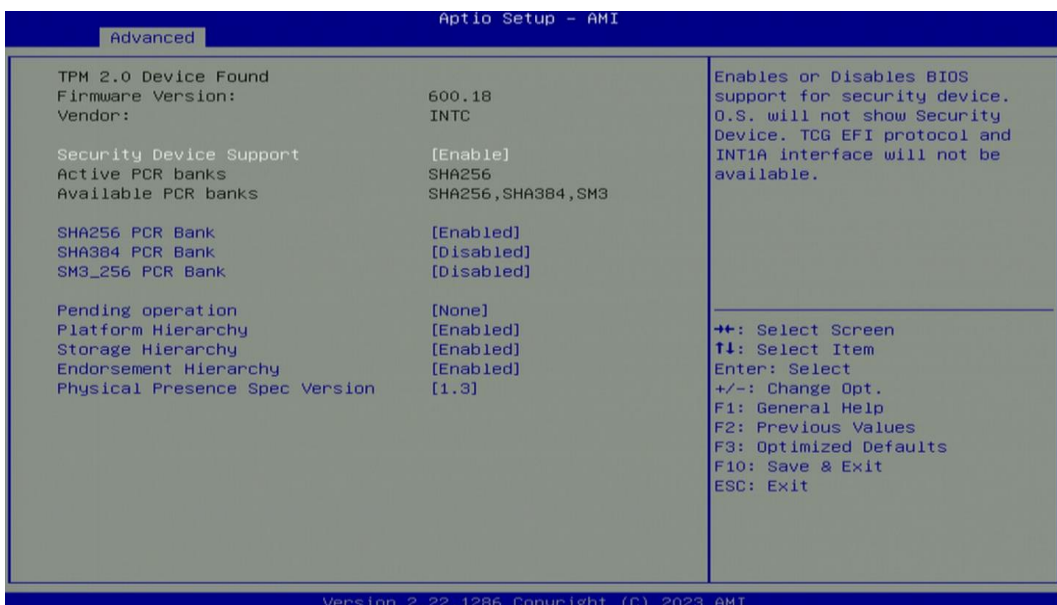 Aptio Setup – AMI
Advanced
TPM 2.0 Device Found
Firmware Version: 600.18
Vendor: INTC
Security Device Support [Enable]
Active PCR banks SHA256
Available PCR banks SHA256,SHA384,SM3
SHA256 PCR Bank [Enabled]
SHA384 PCR Bank [Disabled]
SM3_256 PCR Bank [Disabled]
Pending operation [None]
Platform Hierarchy [Enabled]
Storage Hierarchy [Enabled]
Endorsement Hierarchy [Enabled]
Physical Presence Spec Version [1.3]
Enables or Disables BIOS
support for security device.
O.S. will not show Security
Device. TCG EFI protocol and
INT1A interface will not be
available.
→←: Select Screen
↑↓: Select Item
Enter: Select
+/-: Change Opt.
F1: General Help
F2: Previous Values
F3: Optimized Defaults
F10: Save & Exit
ESC: Exit
Version 2.22.1286 Copyright (C) 2023 AMI